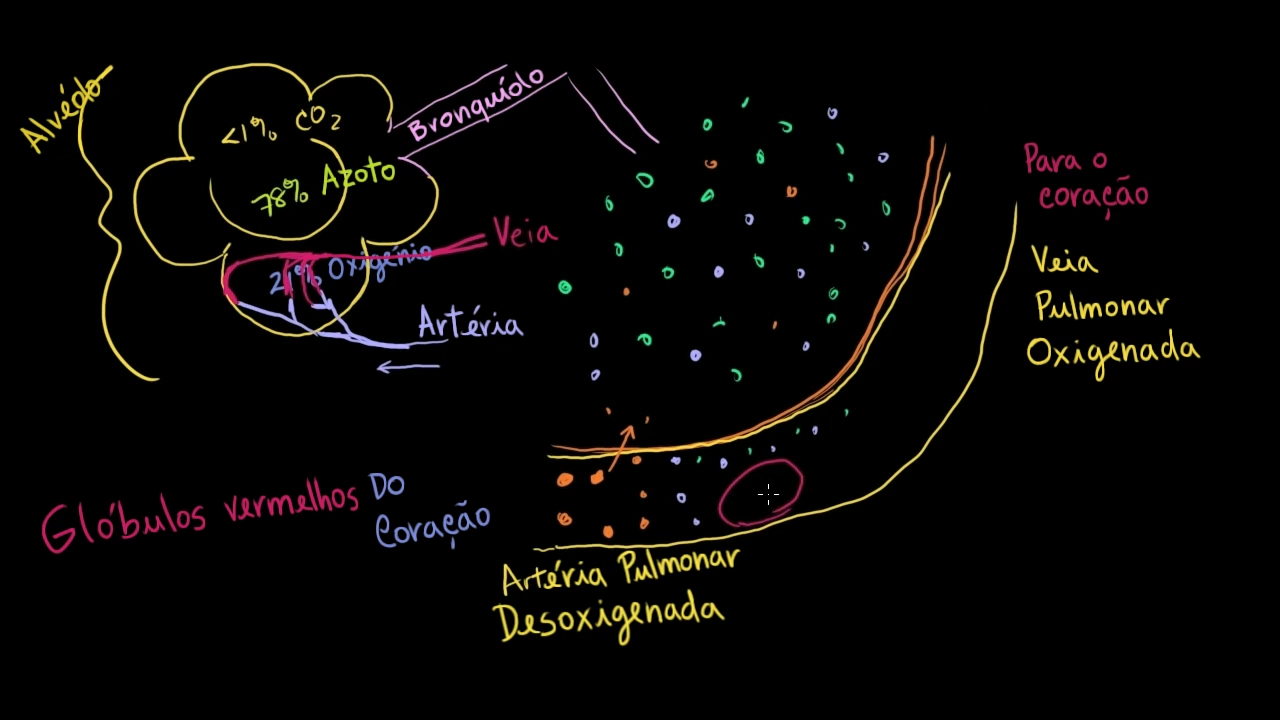 Alvéolo
<1% CO2
78% Azoto
21% Oxigénio
Bronquíolo
Veia
Artéria
Para o
coração
Veia
Pulmonar
Oxigenada
Glóbulos vermelhos
Do
Coração
Artéria Pulmonar
Desoxigenada